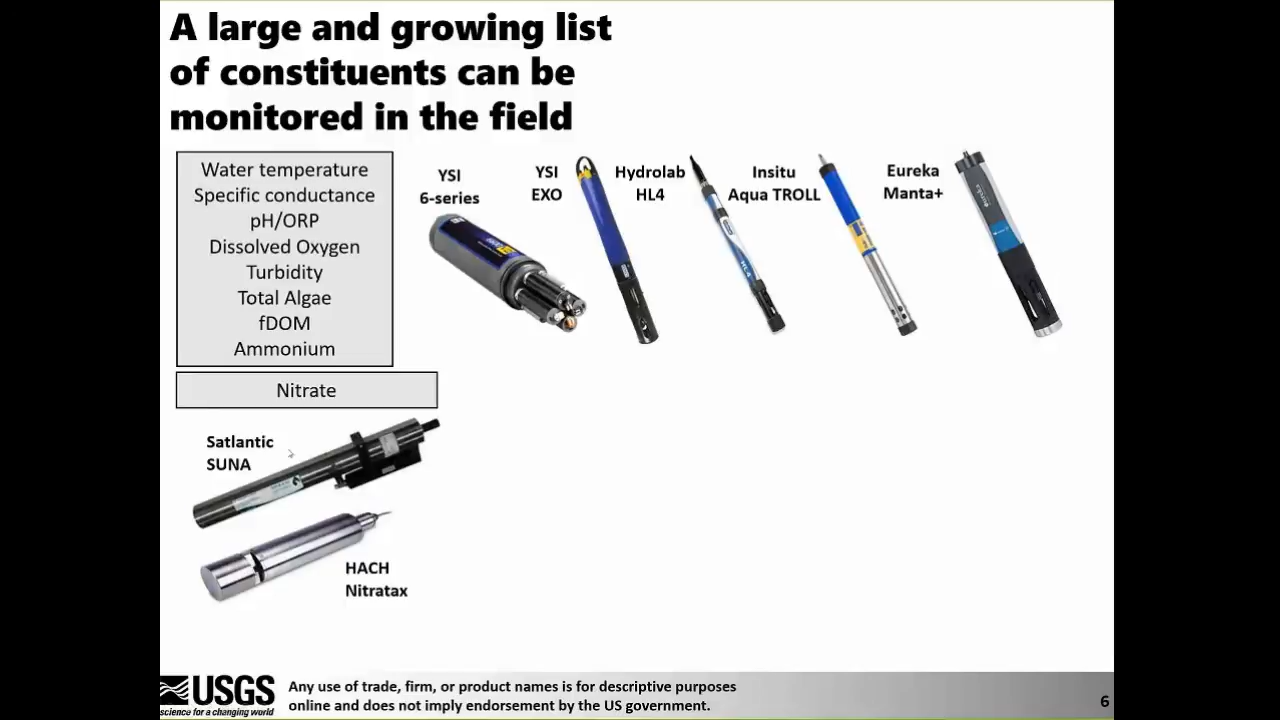 A large and growing list
of constituents can be
monitored in the field
Water temperature
Specific conductance
pH/ORP
Dissolved Oxygen
Turbidity
Total Algae
fDOM
Ammonium
YSI
6-series
YSI
EXO
Hydrolab
HL4
Insitu
Aqua TROLL
Eureka
Manta+
HL4
Nitrate
Satlantic
SUNA
HACH
Nitratax
USGS
science for a changing world
Any use of trade, firm, or product names is for descriptive purposes
online and does not imply endorsement by the US government.
6